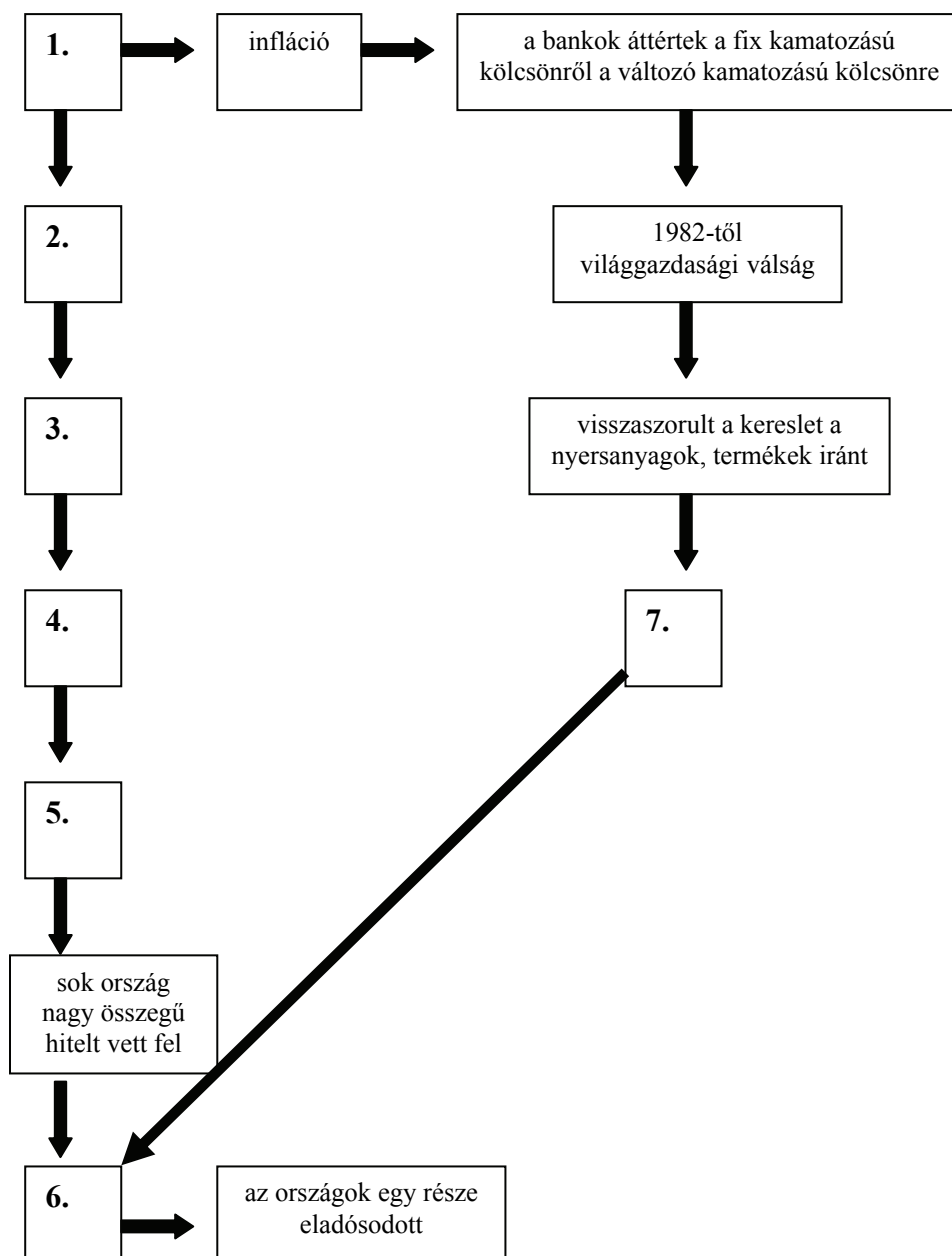 1.
infláció
a bankok áttértek a fix kamatozású
kölcsönről a változó kamatozású kölcsönre
2.
1982-től
világgazdasági válság
3.
visszaszorult a kereslet a
nyersanyagok, termékek iránt
4.
7.
5.
sok ország
nagy összegű
hitelt vett fel
6.
az országok egy része
eladósodott